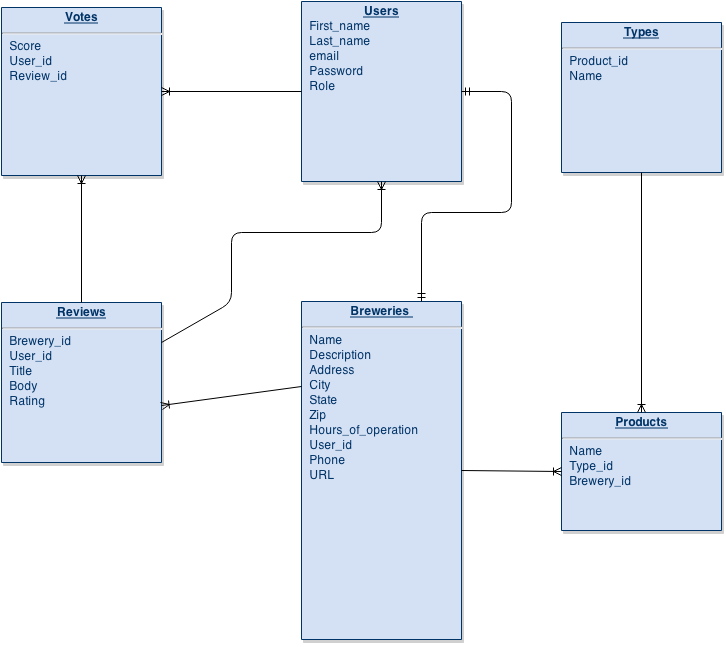 Votes
Score
User_id
Review_id
Users
First_name
Last_name
email
Password
Role
Types
Product_id
Name
Reviews
Brewery_id
User_id
Title
Body
Rating
Breweries
Name
Description
Address
City
State
Zip
Hours_of_operation
User_id
Phone
URL
Products
Name
Type_id
Brewery_id